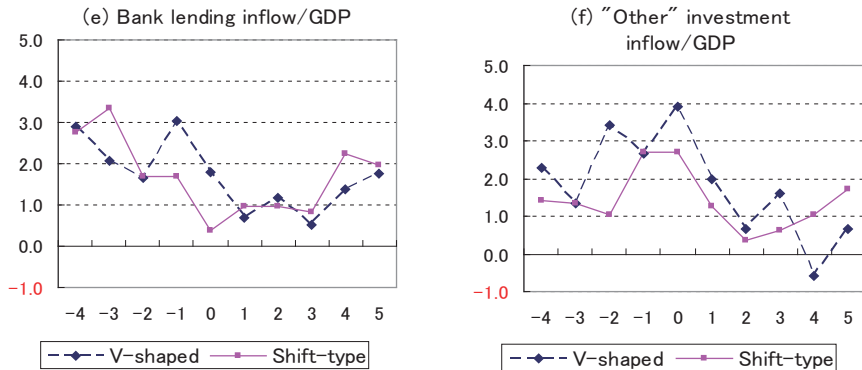 (e) Bank lending inflow/GDP
5.0
4.0
3.0
2.0
1.0
0.0
-1.0
-4 -3 -2 -1 0 1 2 3 4 5
V-shaped Shift-type
(f) "Other" investment
inflow/GDP
5.0
4.0
3.0
2.0
1.0
0.0
-1.0
-4 -3 -2 -1 0 1 2 3 4 5
V-shaped Shift-type